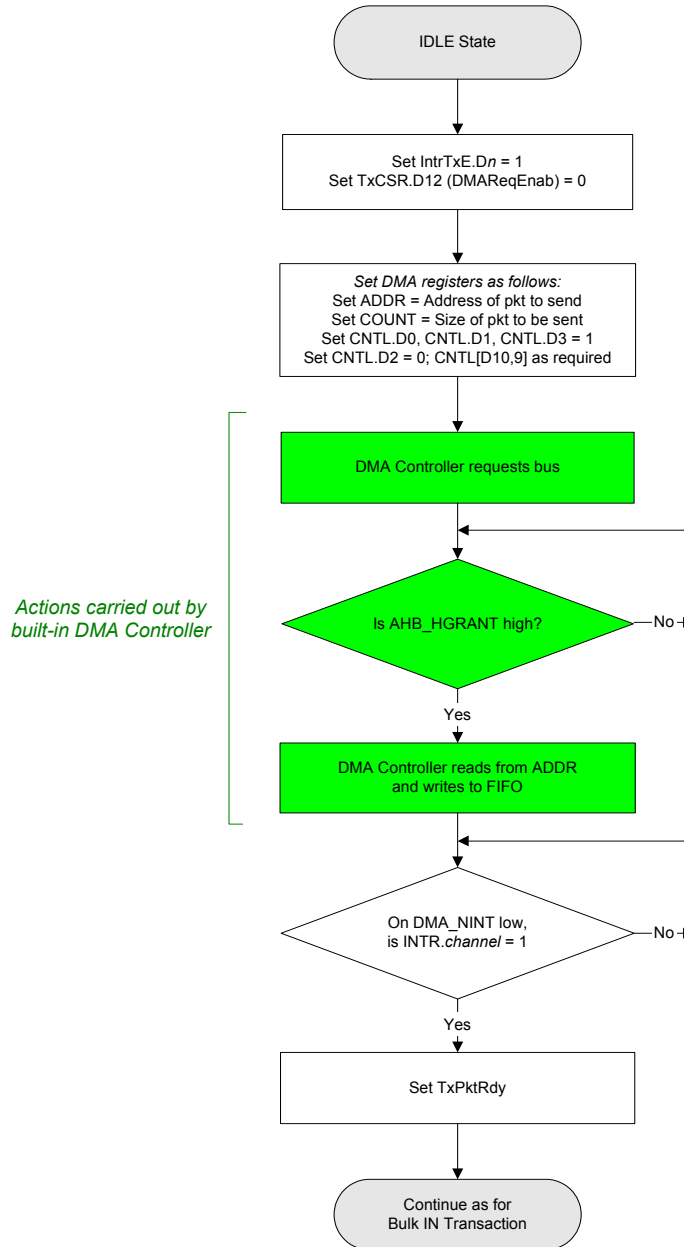 IDLE State
Set IntrTxE.Dn = 1
Set TxCSR.D12 (DMAReqEnab) = 0
Set DMA registers as follows:
Set ADDR = Address of pkt to send
Set COUNT = Size of pkt to be sent
Set CNTL.D0, CNTL.D1, CNTL.D3 = 1
Set CNTL.D2 = 0; CNTL[D10,9] as required
DMA Controller requests bus
Actions carried out by
built-in DMA Controller
Is AHB_HGRANT high?
No
Yes
DMA Controller reads from ADDR
and writes to FIFO
On DMA_NINT low,
is INTR.channel = 1
No
Yes
Set TxPktRdy
Continue as for
Bulk IN Transaction